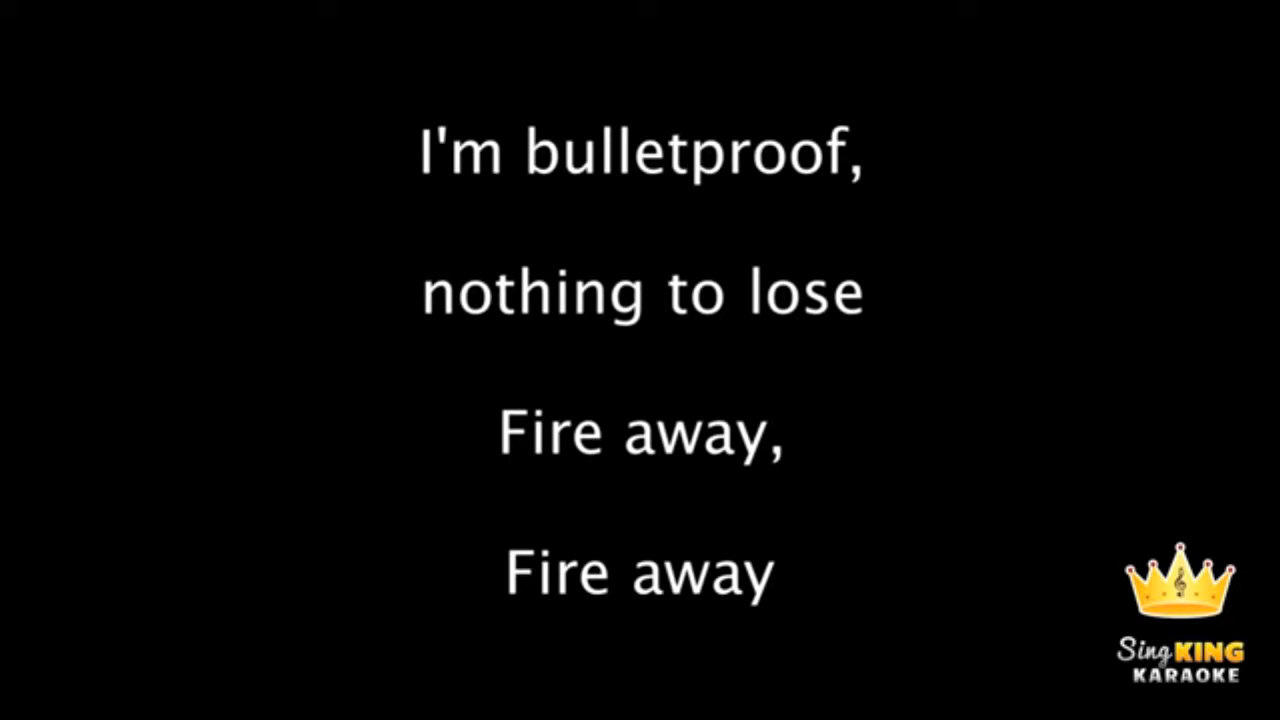 I'm bulletproof,
nothing to lose
Fire away,
Fire away
Sing KING
KARAOKE